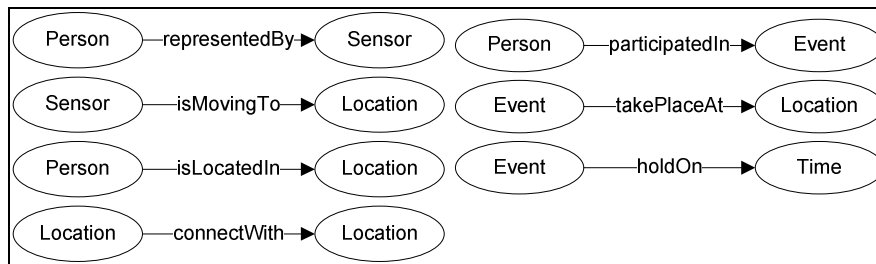 Person representedBy Sensor
Sensor isMovingTo Location
Person isLocatedIn Location
Location connectWith Location
Person participatedIn Event
Event takePlaceAt Location
Event holdOn Time